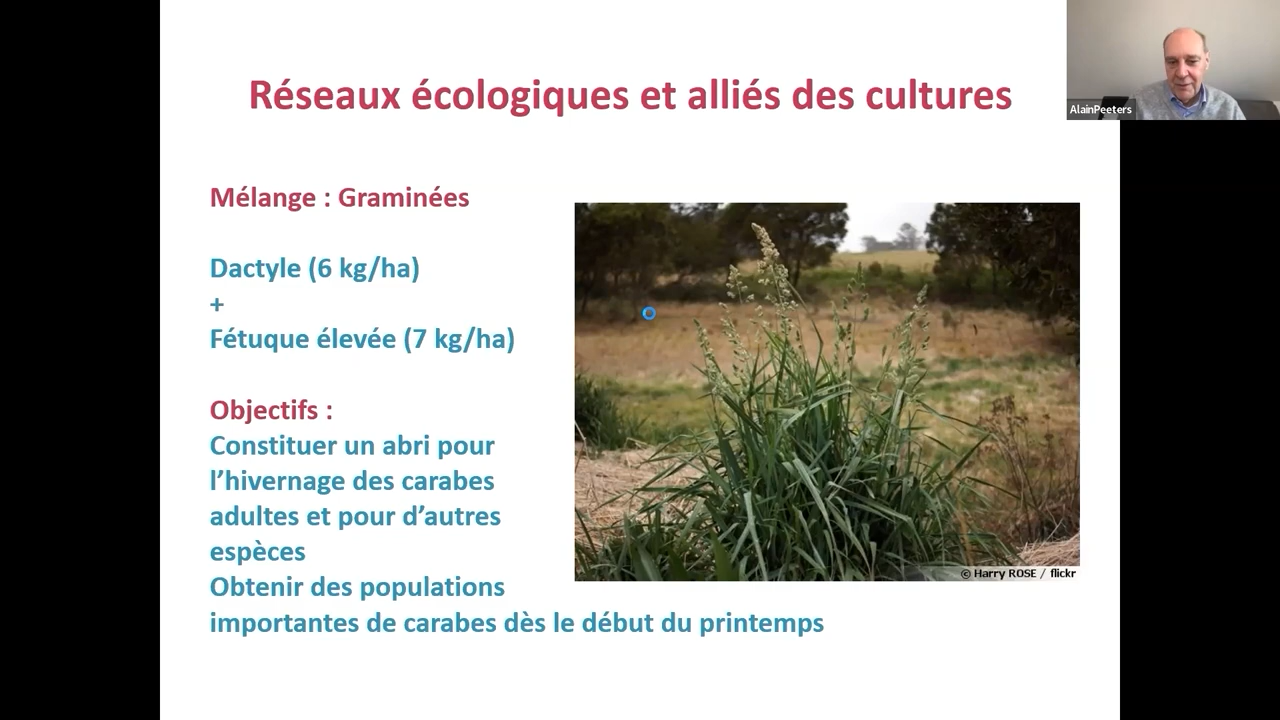 Réseaux écologiques et alliés des cultures
AlainPeeters
Mélange : Graminées
Dactyle (6 kg/ha)
+
Fétuque élevée (7 kg/ha)
Objectifs :
Constituer un abri pour
l’hivernage des carabes
adultes et pour d’autres
espèces
Obtenir des populations
importantes de carabes dès le début du printemps
© Harry ROSE / flickr